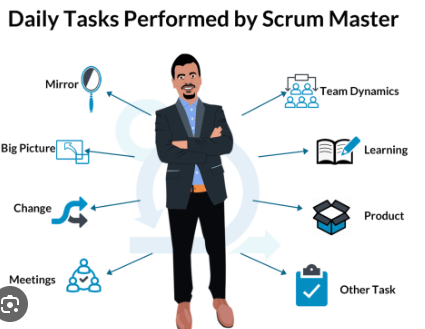 Daily Tasks Performed by Scrum Master
Mirror
Team Dynamics
Big Picture
Learning
Change
Product
Meetings
Other Task